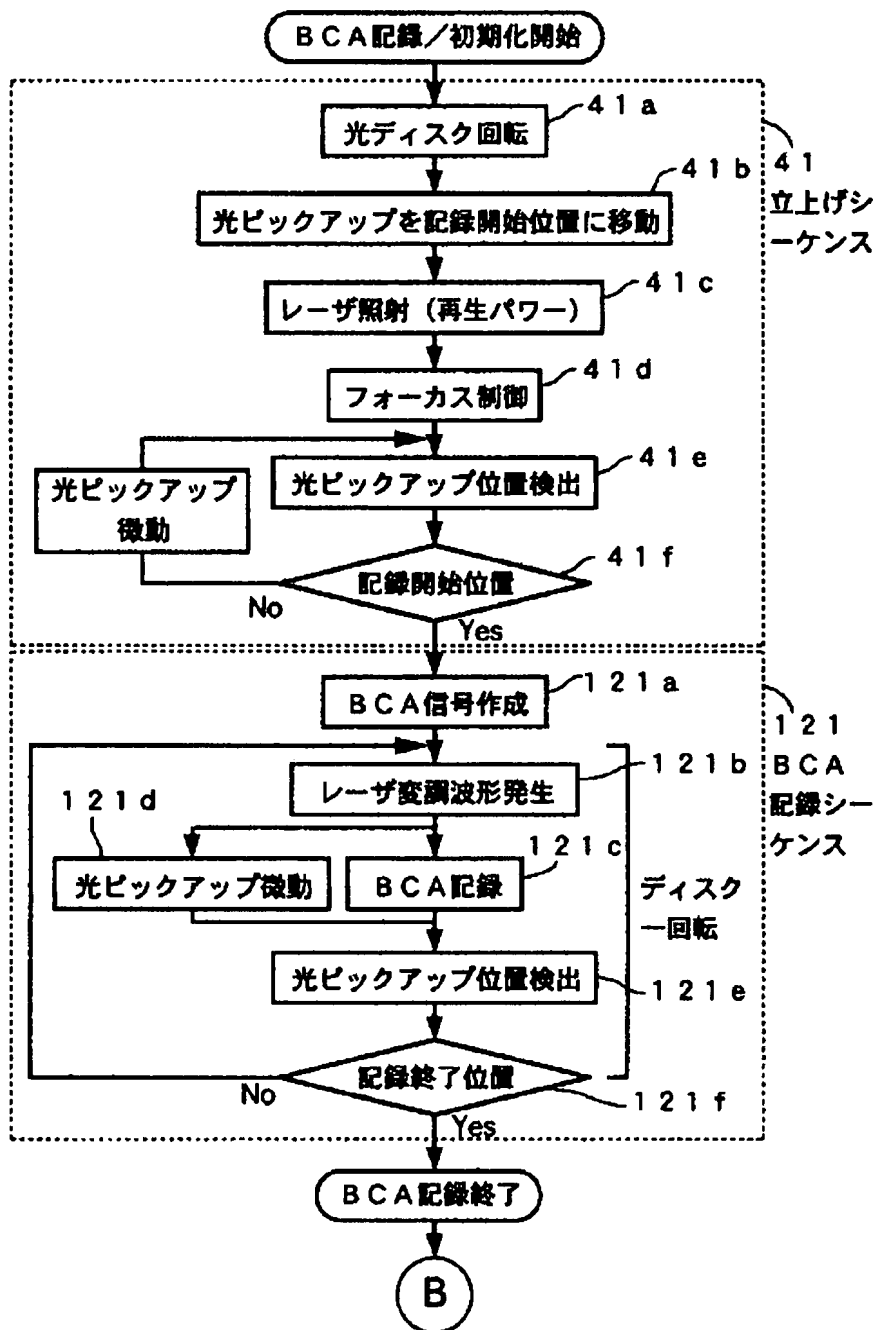 BCA記録／初期化開始
41a
光ディスク回転
41b
41
立上げシ
ーケンス
光ピックアップを記録開始位置に移動
41c
レーザ照射（再生パワー）
41d
フォーカス制御
41e
光ピックアップ位置検出
光ピックアップ
微動
41f
記録開始位置
No
Yes
121a
BCA信号作成
121
BCA
記録シー
ケンス
121b
レーザ変調波形発生
121d
121c
光ピックアップ微動
BCA記録
ディスク
一回転
光ピックアップ位置検出
121e
記録終了位置
No
121f
Yes
BCA記録終了
B